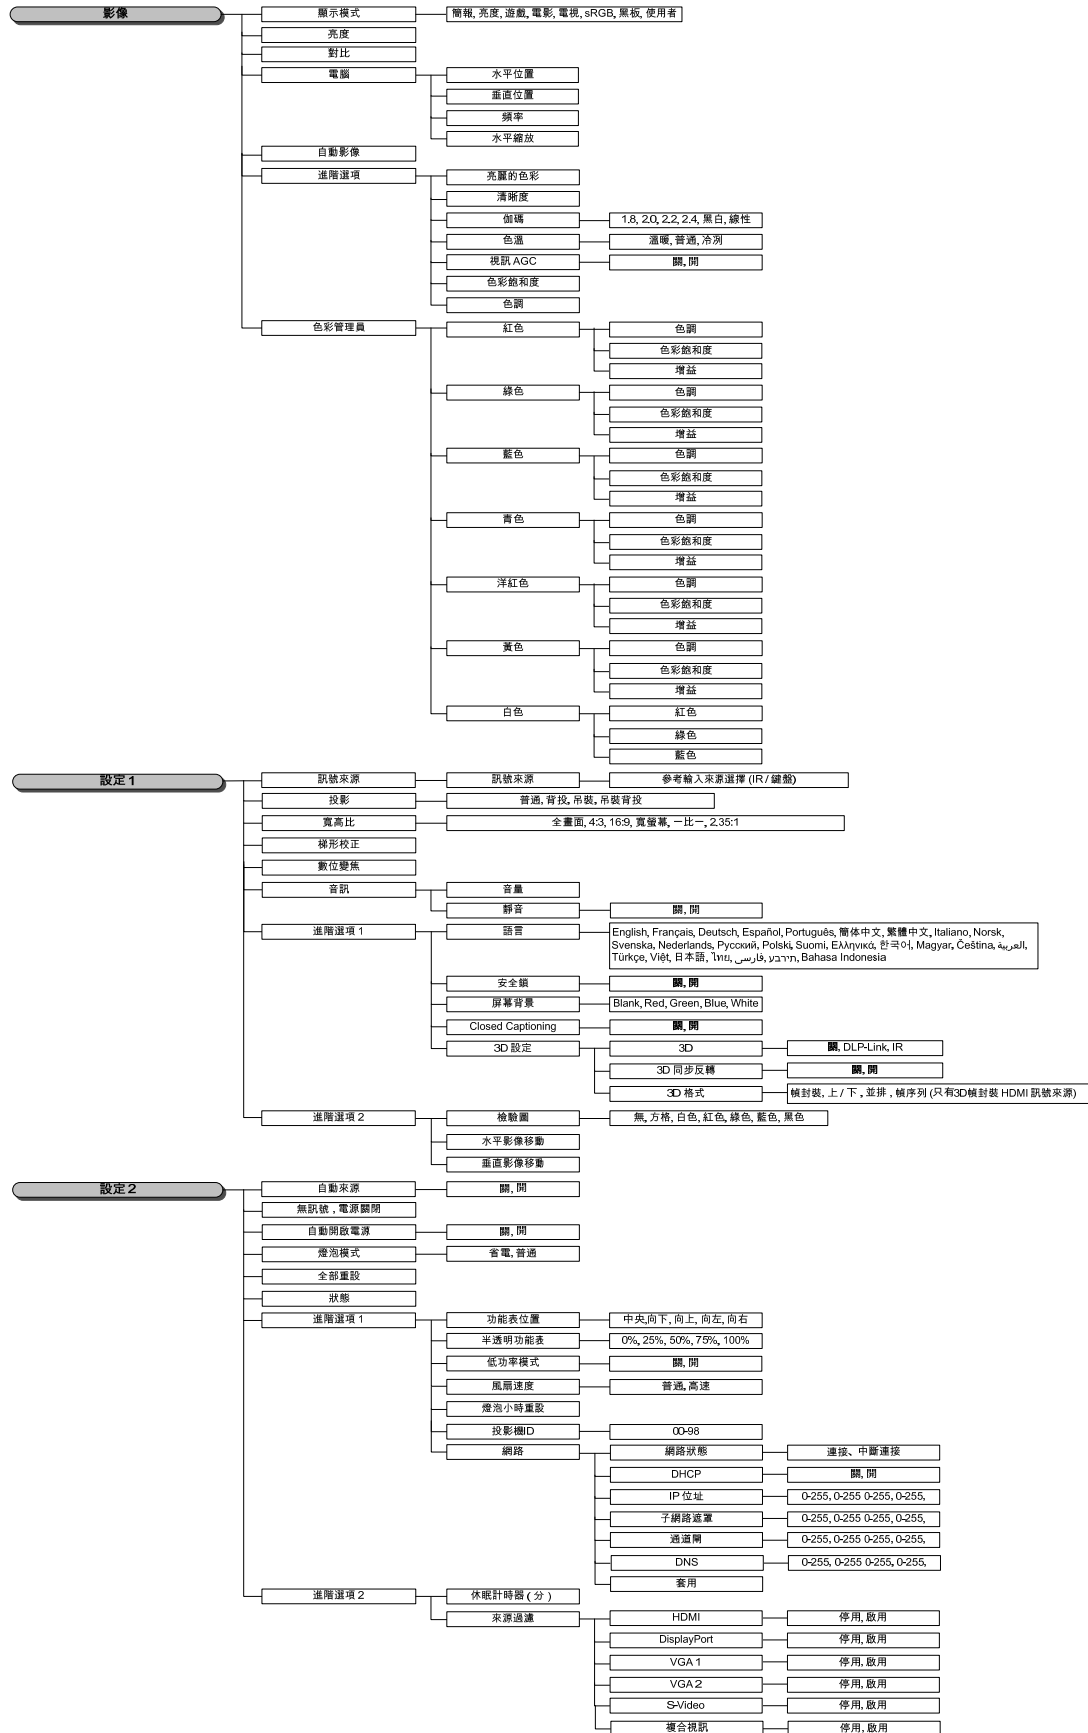 影像
顯示模式
簡報, 亮度, 遊戲, 電影, 電視, sRGB, 黑板, 使用者
亮度
對比
電腦
水平位置
垂直位置
頻率
水平縮放
自動影像
進階選項
亮麗的色彩
清晰度
伽碼
1.8, 2.0, 2.2, 2.4, 黑白, 線性
色溫
溫暖, 普通, 冷冽
視訊 AGC
關, 開
色彩飽和度
色調
色彩管理員
紅色
色調
色彩飽和度
增益
綠色
色調
色彩飽和度
增益
藍色
色調
色彩飽和度
增益
青色
色調
色彩飽和度
增益
洋紅色
色調
色彩飽和度
增益
黃色
色調
色彩飽和度
增益
白色
紅色
綠色
藍色
設定 1
訊號來源
訊號來源
參考輸入來源選擇 (IR / 鍵盤)
投影
普通, 背投, 吊裝, 吊裝背投
寬高比
全畫面, 4:3, 16:9, 寬螢幕, 一比一, 2.35:1
梯形校正
數位變焦
音訊
音量
靜音
關, 開
進階選項 1
語言
English, Français, Deutsch, Español, Português, 簡体中文, 繁體中文, Italiano, Norsk,
Svenska, Nederlands, Русский, Polski, Suomi, Ελληνικά, 한국어, Magyar, Čeština, العربية,
Türkçe, Việt, 日本語, ไทย, فارسی, תירבע, Bahasa Indonesia
安全鎖
關, 開
屏幕背景
Blank, Red, Green, Blue, White
Closed Captioning
關, 開
3D 設定
3D
關, DLP-Link, IR
3D 同步反轉
關, 開
3D 格式
幀封裝, 上 / 下 , 並排 , 幀序列 (只有3D幀封裝 HDMI 訊號來源)
進階選項 2
檢驗圖
無, 方格, 白色, 紅色, 綠色, 藍色, 黑色
水平影像移動
垂直影像移動
設定 2
自動來源
關, 開
無訊號 , 電源關閉
自動開啟電源
關, 開
燈泡模式
省電, 普通
全部重設
狀態
進階選項 1
功能表位置
中央,向下, 向上, 向左, 向右
半透明功能表
0%, 25%, 50%, 75%, 100%
低功率模式
關, 開
風扇速度
普通, 高速
燈泡小時重設
投影機ID
00-98
網路
網路狀態
連接、中斷連接
DHCP
關, 開
IP 位址
0-255, 0-255 0-255, 0-255,
子網路遮罩
0-255, 0-255 0-255, 0-255,
通道閘
0-255, 0-255 0-255, 0-255,
DNS
0-255, 0-255 0-255, 0-255,
套用
進階選項 2
休眠計時器 ( 分 )
來源過濾
HDMI
停用, 啟用
DisplayPort
停用, 啟用
VGA 1
停用, 啟用
VGA 2
停用, 啟用
S-Video
停用, 啟用
複合視訊
停用, 啟用